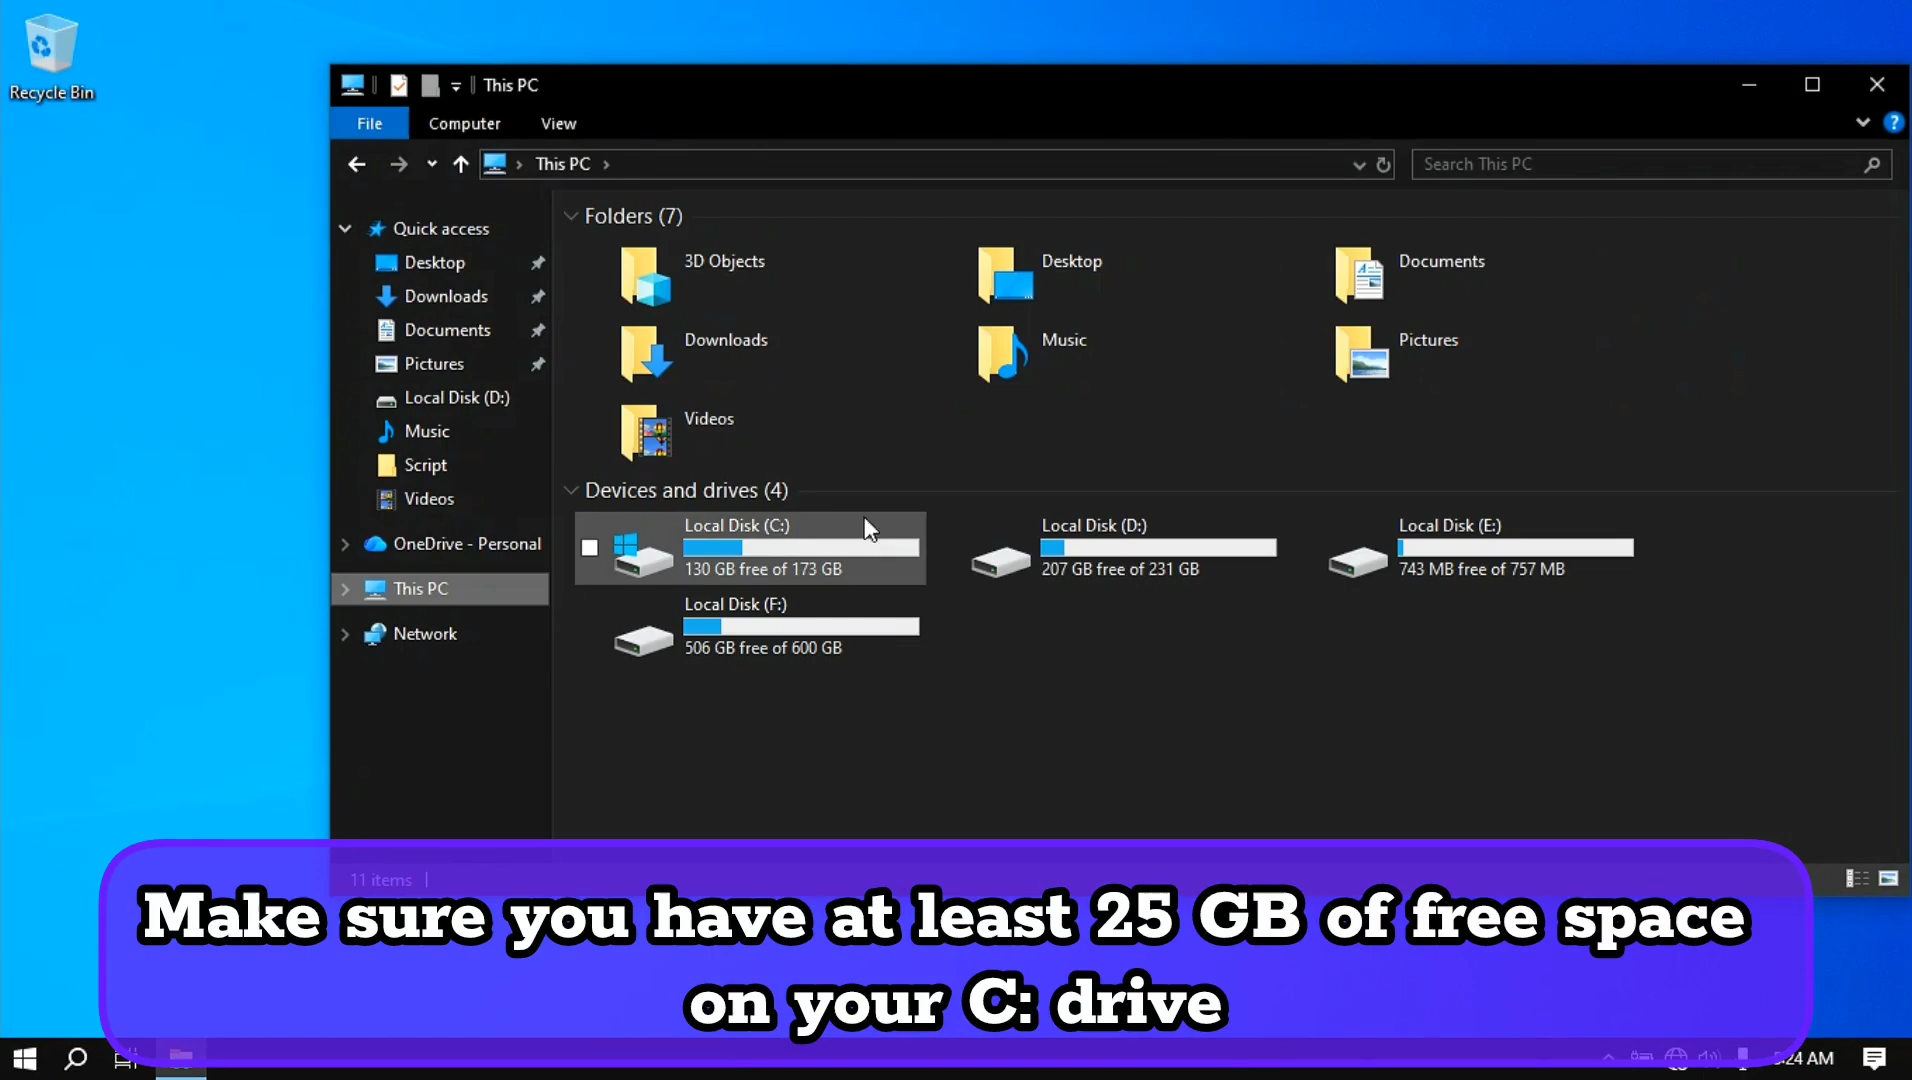 Recycle Bin
This PC
File
Computer
View
This PC
Search This PC
Quick access
Desktop
Downloads
Documents
Pictures
Local Disk (D:)
Music
Script
Videos
OneDrive - Personal
This PC
Network
Folders (7)
3D Objects
Desktop
Documents
Downloads
Music
Pictures
Videos
Devices and drives (4)
Local Disk (C:)
130 GB free of 173 GB
Local Disk (D:)
207 GB free of 231 GB
Local Disk (E:)
743 MB free of 757 MB
Local Disk (F:)
506 GB free of 600 GB
11 items
Make sure you have at least 25 GB of free space
on your C: drive
AM